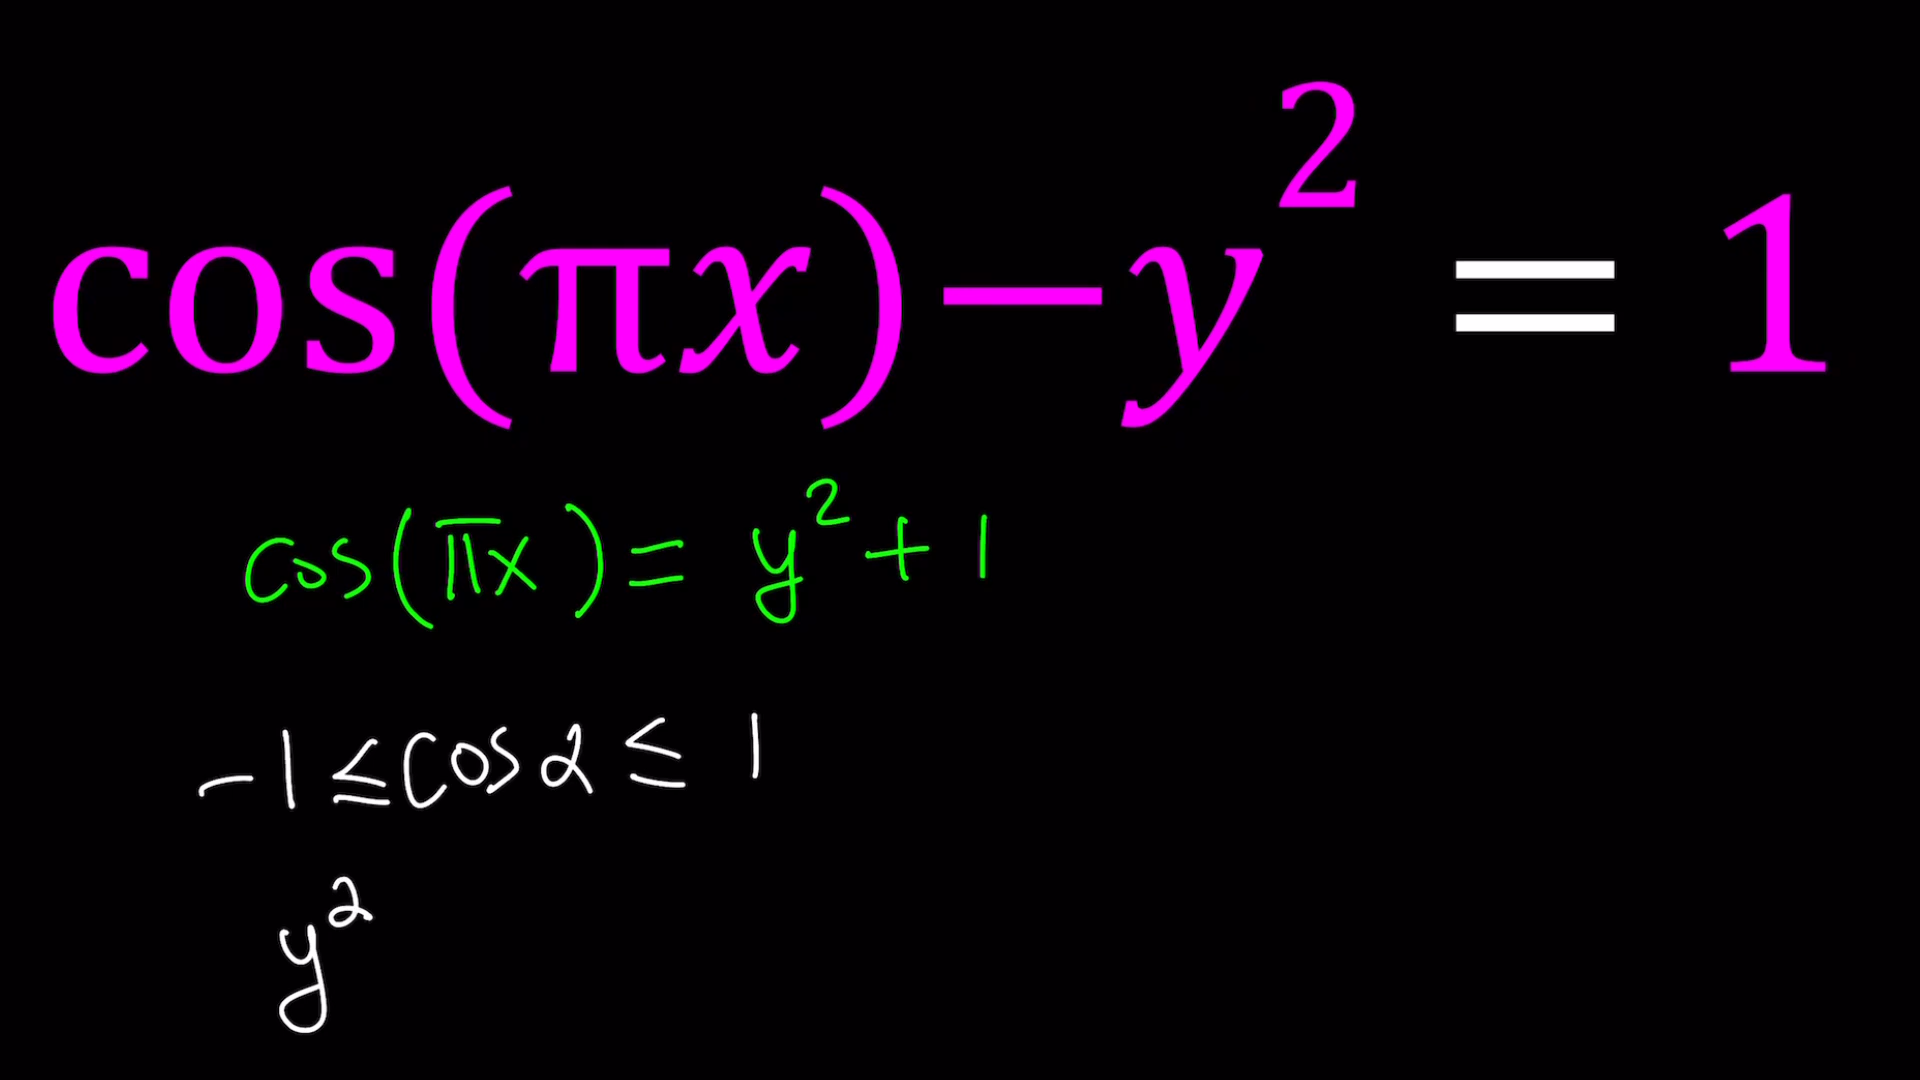 cos(πx)−y² = 1
cos(πx) = y² + 1
-1 ≤ cos α ≤ 1
y²